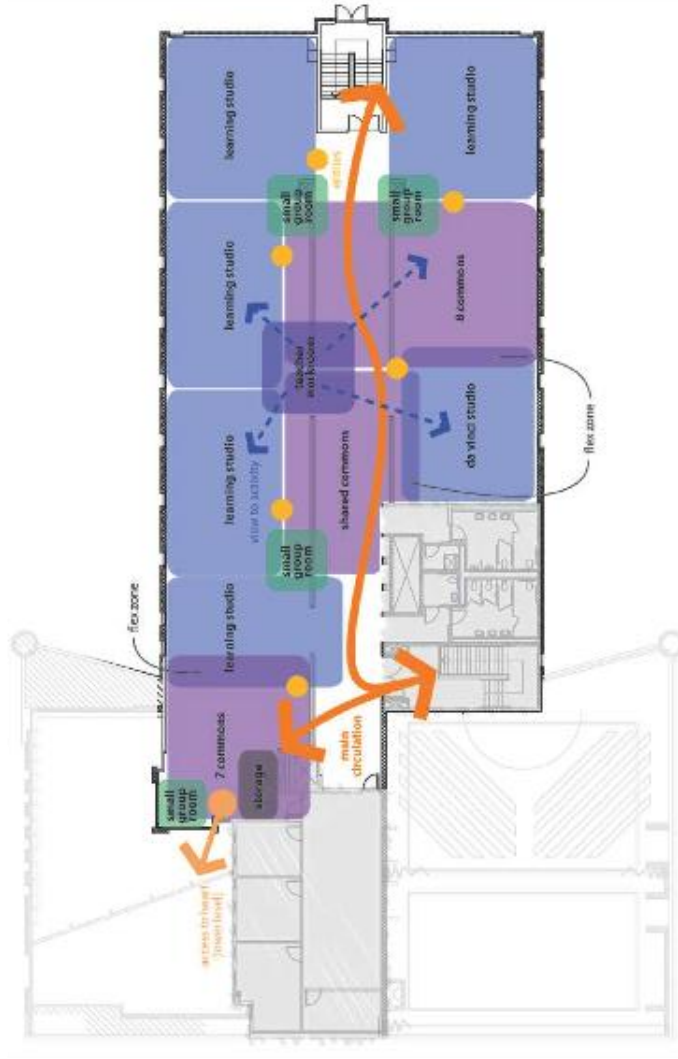 flex zone
access to heart
(lower level)
small
group
room
7 commons
storage
learning studio
learning studio
view to activity
learning studio
learning studio
small
group
room
teacher
workroom
small
group
room
entries
main
circulation
shared commons
small
group
room
8 commons
da vinci studio
learning studio
flex zone